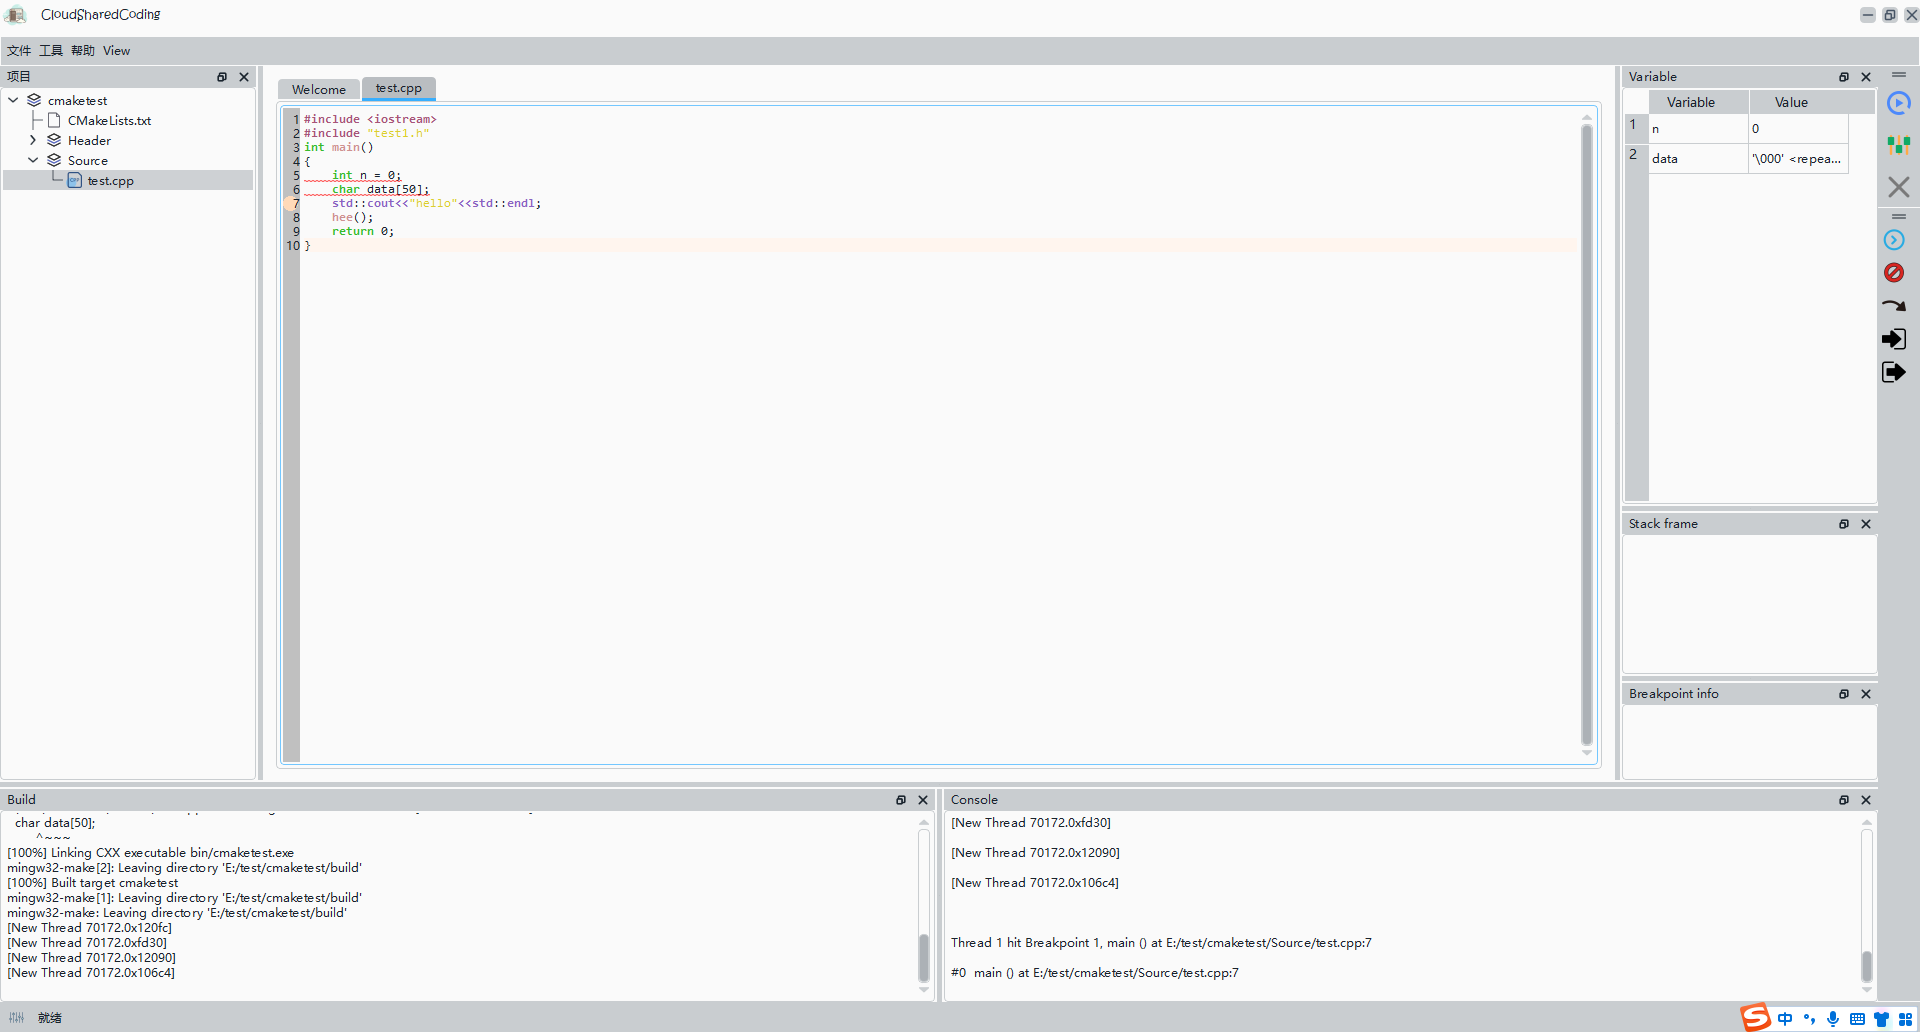 CloudSharedCoding
文件 工具 帮助 View
项目
cmaketest
CMakeLists.txt
Header
Source
test.cpp
Welcome
test.cpp
1 #include <iostream>
2 #include "test1.h"
3 int main()
4 {
5 int n = 0;
6 char data[50];
7 std::cout<<"hello"<<std::endl;
8 hee();
9 return 0;
10 }
Variable
Variable Value
1 n 0
2 data '\000' <repea...
Stack frame
Breakpoint info
Build
char data[50];
^~~~
[100%] Linking CXX executable bin/cmaketest.exe
mingw32-make[2]: Leaving directory 'E:/test/cmaketest/build'
[100%] Built target cmaketest
mingw32-make[1]: Leaving directory 'E:/test/cmaketest/build'
mingw32-make: Leaving directory 'E:/test/cmaketest/build'
[New Thread 70172.0x120fc]
[New Thread 70172.0xfd30]
[New Thread 70172.0x12090]
[New Thread 70172.0x106c4]
Console
[New Thread 70172.0xfd30]
[New Thread 70172.0x12090]
[New Thread 70172.0x106c4]
Thread 1 hit Breakpoint 1, main () at E:/test/cmaketest/Source/test.cpp:7
#0 main () at E:/test/cmaketest/Source/test.cpp:7
就绪
S 中